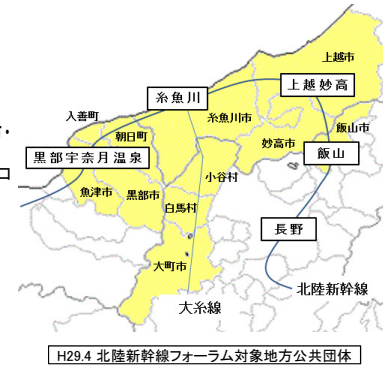 上越市
上越妙高
糸魚川
糸魚川市
入善町
朝日町
飯山市
妙高市
黒部宇奈月温泉
飯山
小谷村
魚津市
黒部市
白馬村
長野
大町市
北陸新幹線
大糸線
H29.4 北陸新幹線フォーラム対象地方公共団体